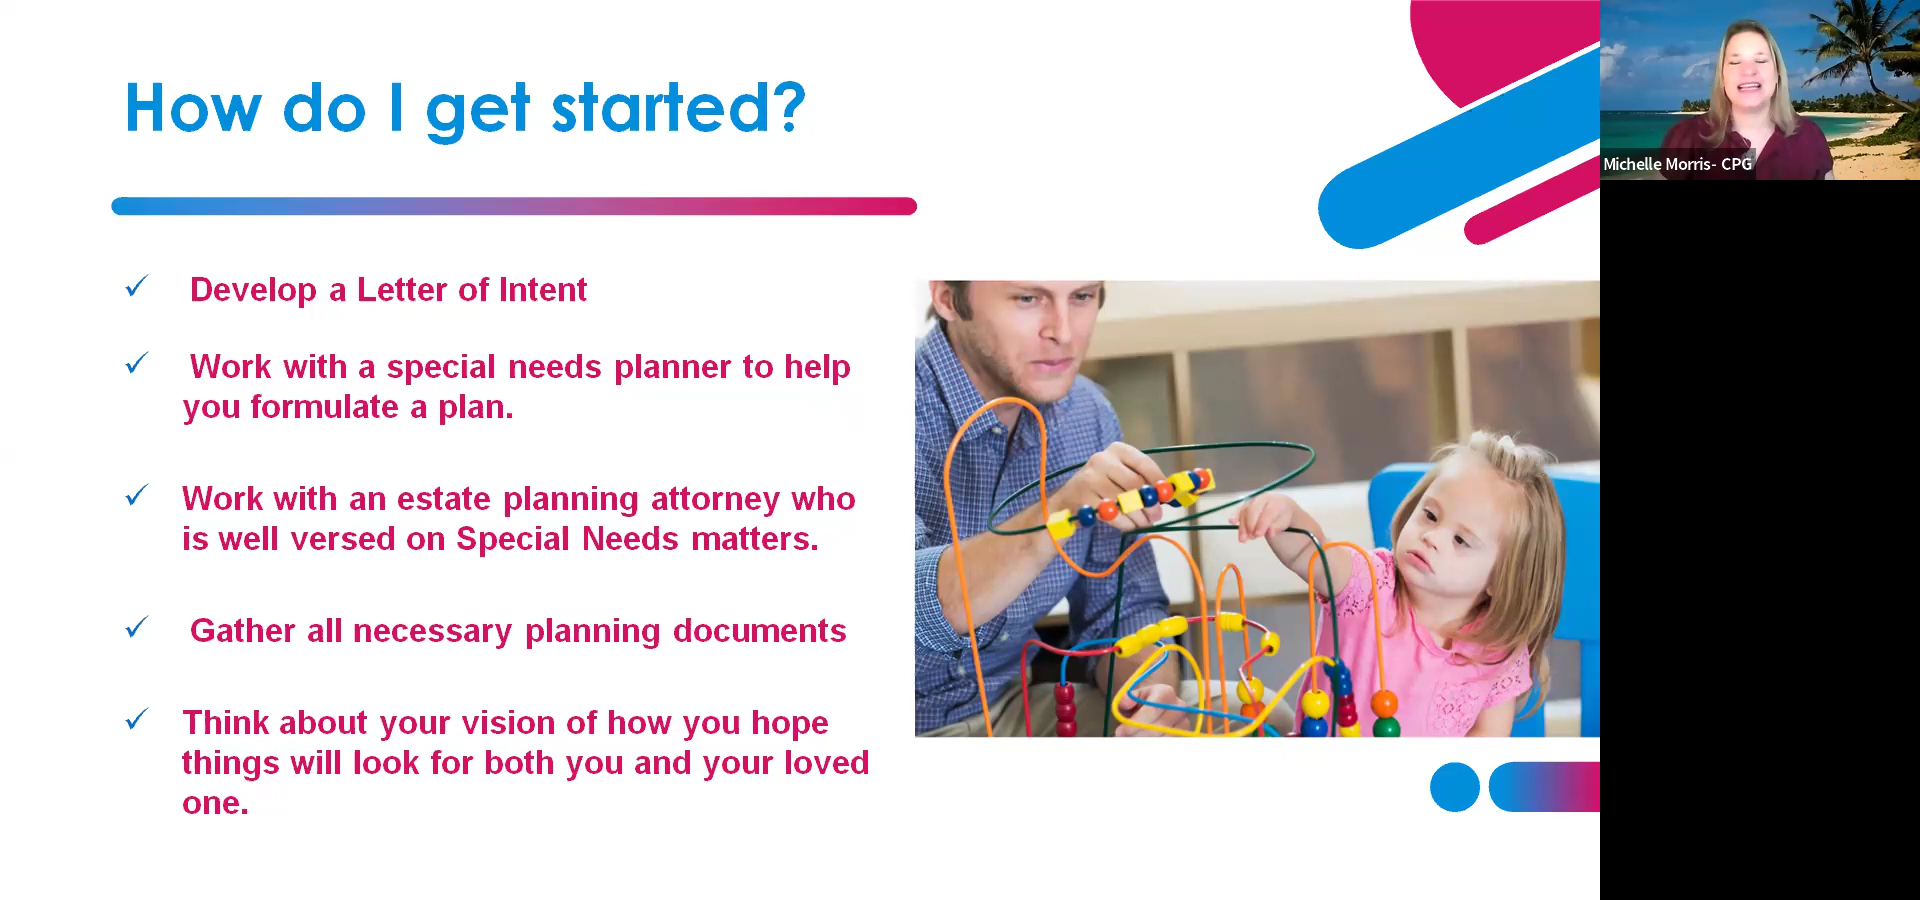 How do I get started?
Michelle Morris- CPG
Develop a Letter of Intent
Work with a special needs planner to help
you formulate a plan.
Work with an estate planning attorney who
is well versed on Special Needs matters.
Gather all necessary planning documents
Think about your vision of how you hope
things will look for both you and your loved
one.